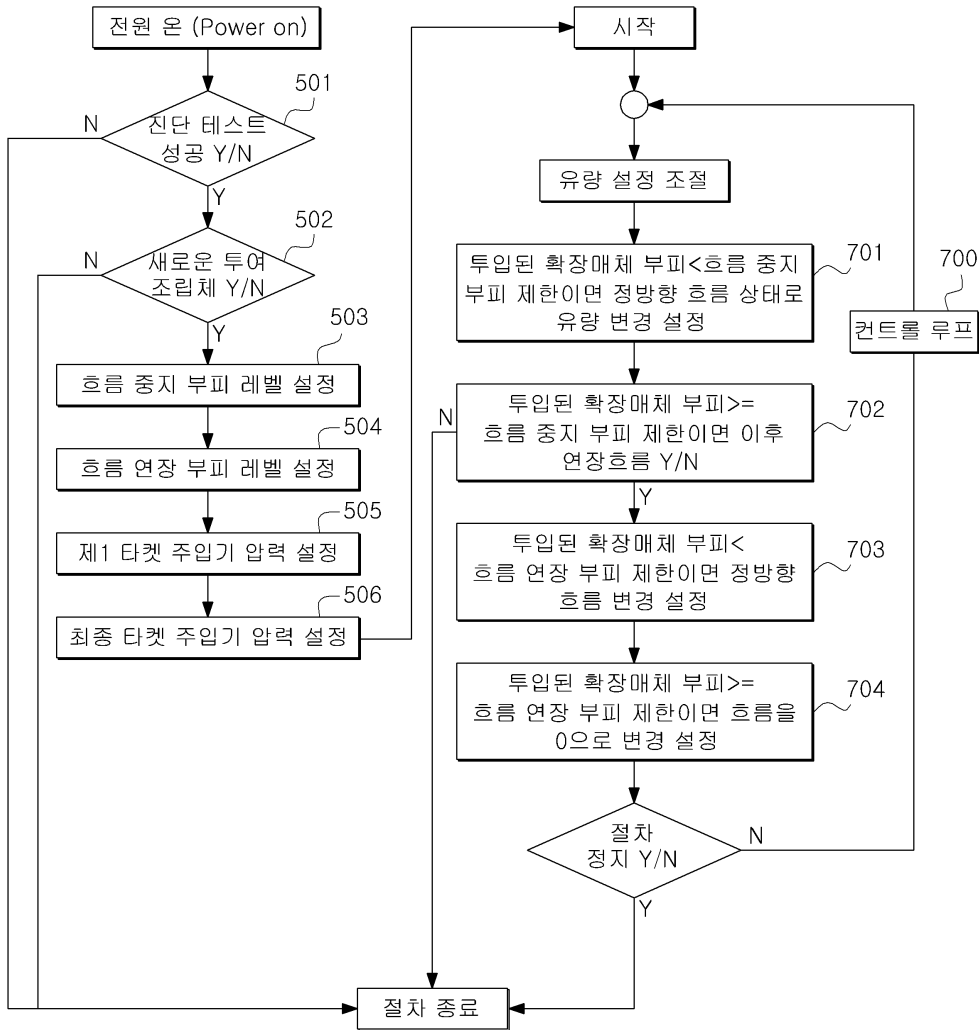 전원 온 (Power on)
501
진단 테스트
성공 Y/N
N
Y
502
새로운 투여
조립체 Y/N
N
Y
503
흐름 중지 부피 레벨 설정
504
흐름 연장 부피 레벨 설정
505
제1 타켓 주입기 압력 설정
506
최종 타켓 주입기 압력 설정
시작
유량 설정 조절
701
투입된 확장매체 부피<흐름 중지
부피 제한이면 정방향 흐름 상태로
유량 변경 설정
700
컨트롤 루프
702
투입된 확장매체 부피>=
흐름 중지 부피 제한이면 이후
연장흐름 Y/N
N
Y
703
투입된 확장매체 부피<
흐름 연장 부피 제한이면 정방향
흐름 변경 설정
704
투입된 확장매체 부피>=
흐름 연장 부피 제한이면 흐름을
0으로 변경 설정
절차
정지 Y/N
N
Y
절차 종료